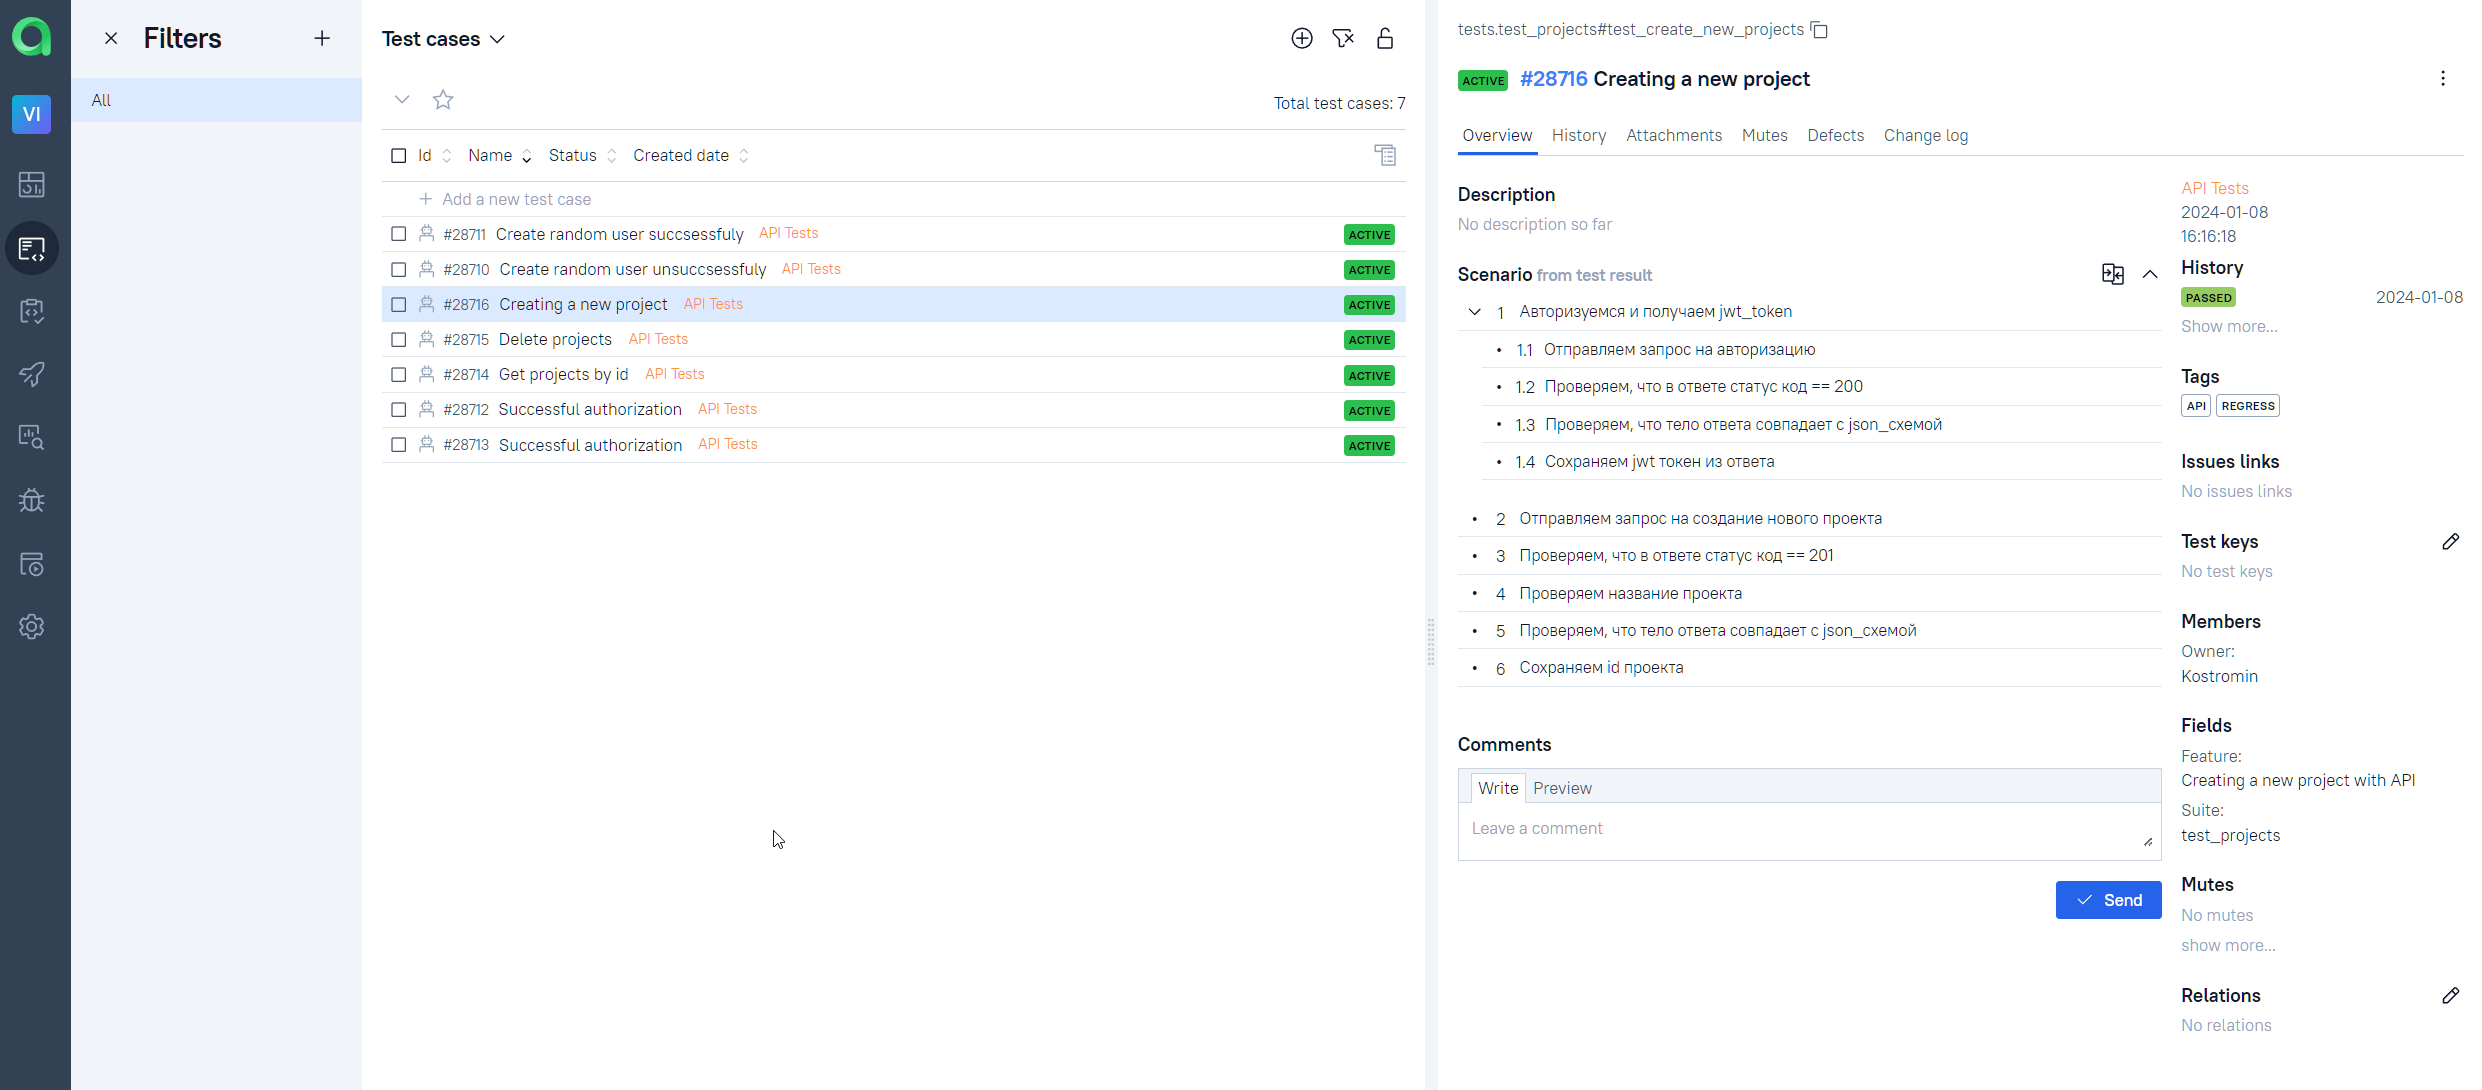 VI
Filters
All
Test cases
Total test cases: 7
Id Name Status Created date
Add a new test case
#28711 Create random user succsessfuly API Tests ACTIVE
#28710 Create random user unsuccsessfuly API Tests ACTIVE
#28716 Creating a new project API Tests ACTIVE
#28715 Delete projects API Tests ACTIVE
#28714 Get projects by id API Tests ACTIVE
#28712 Successful authorization API Tests ACTIVE
#28713 Successful authorization API Tests ACTIVE
tests.test_projects#test_create_new_projects
ACTIVE #28716 Creating a new project
Overview History Attachments Mutes Defects Change log
Description
No description so far
Scenario from test result
1 Авторизуемся и получаем jwt_token
1.1 Отправляем запрос на авторизацию
1.2 Проверяем, что в ответе статус код == 200
1.3 Проверяем, что тело ответа совпадает с json_схемой
1.4 Сохраняем jwt токен из ответа
2 Отправляем запрос на создание нового проекта
3 Проверяем, что в ответе статус код == 201
4 Проверяем название проекта
5 Проверяем, что тело ответа совпадает с json_схемой
6 Сохраняем id проекта
Comments
Write Preview
Leave a comment
Send
API Tests
2024-01-08
16:16:18
History
PASSED 2024-01-08
Show more...
Tags
API REGRESS
Issues links
No issues links
Test keys
No test keys
Members
Owner:
Kostromin
Fields
Feature:
Creating a new project with API
Suite:
test_projects
Mutes
No mutes
show more...
Relations
No relations